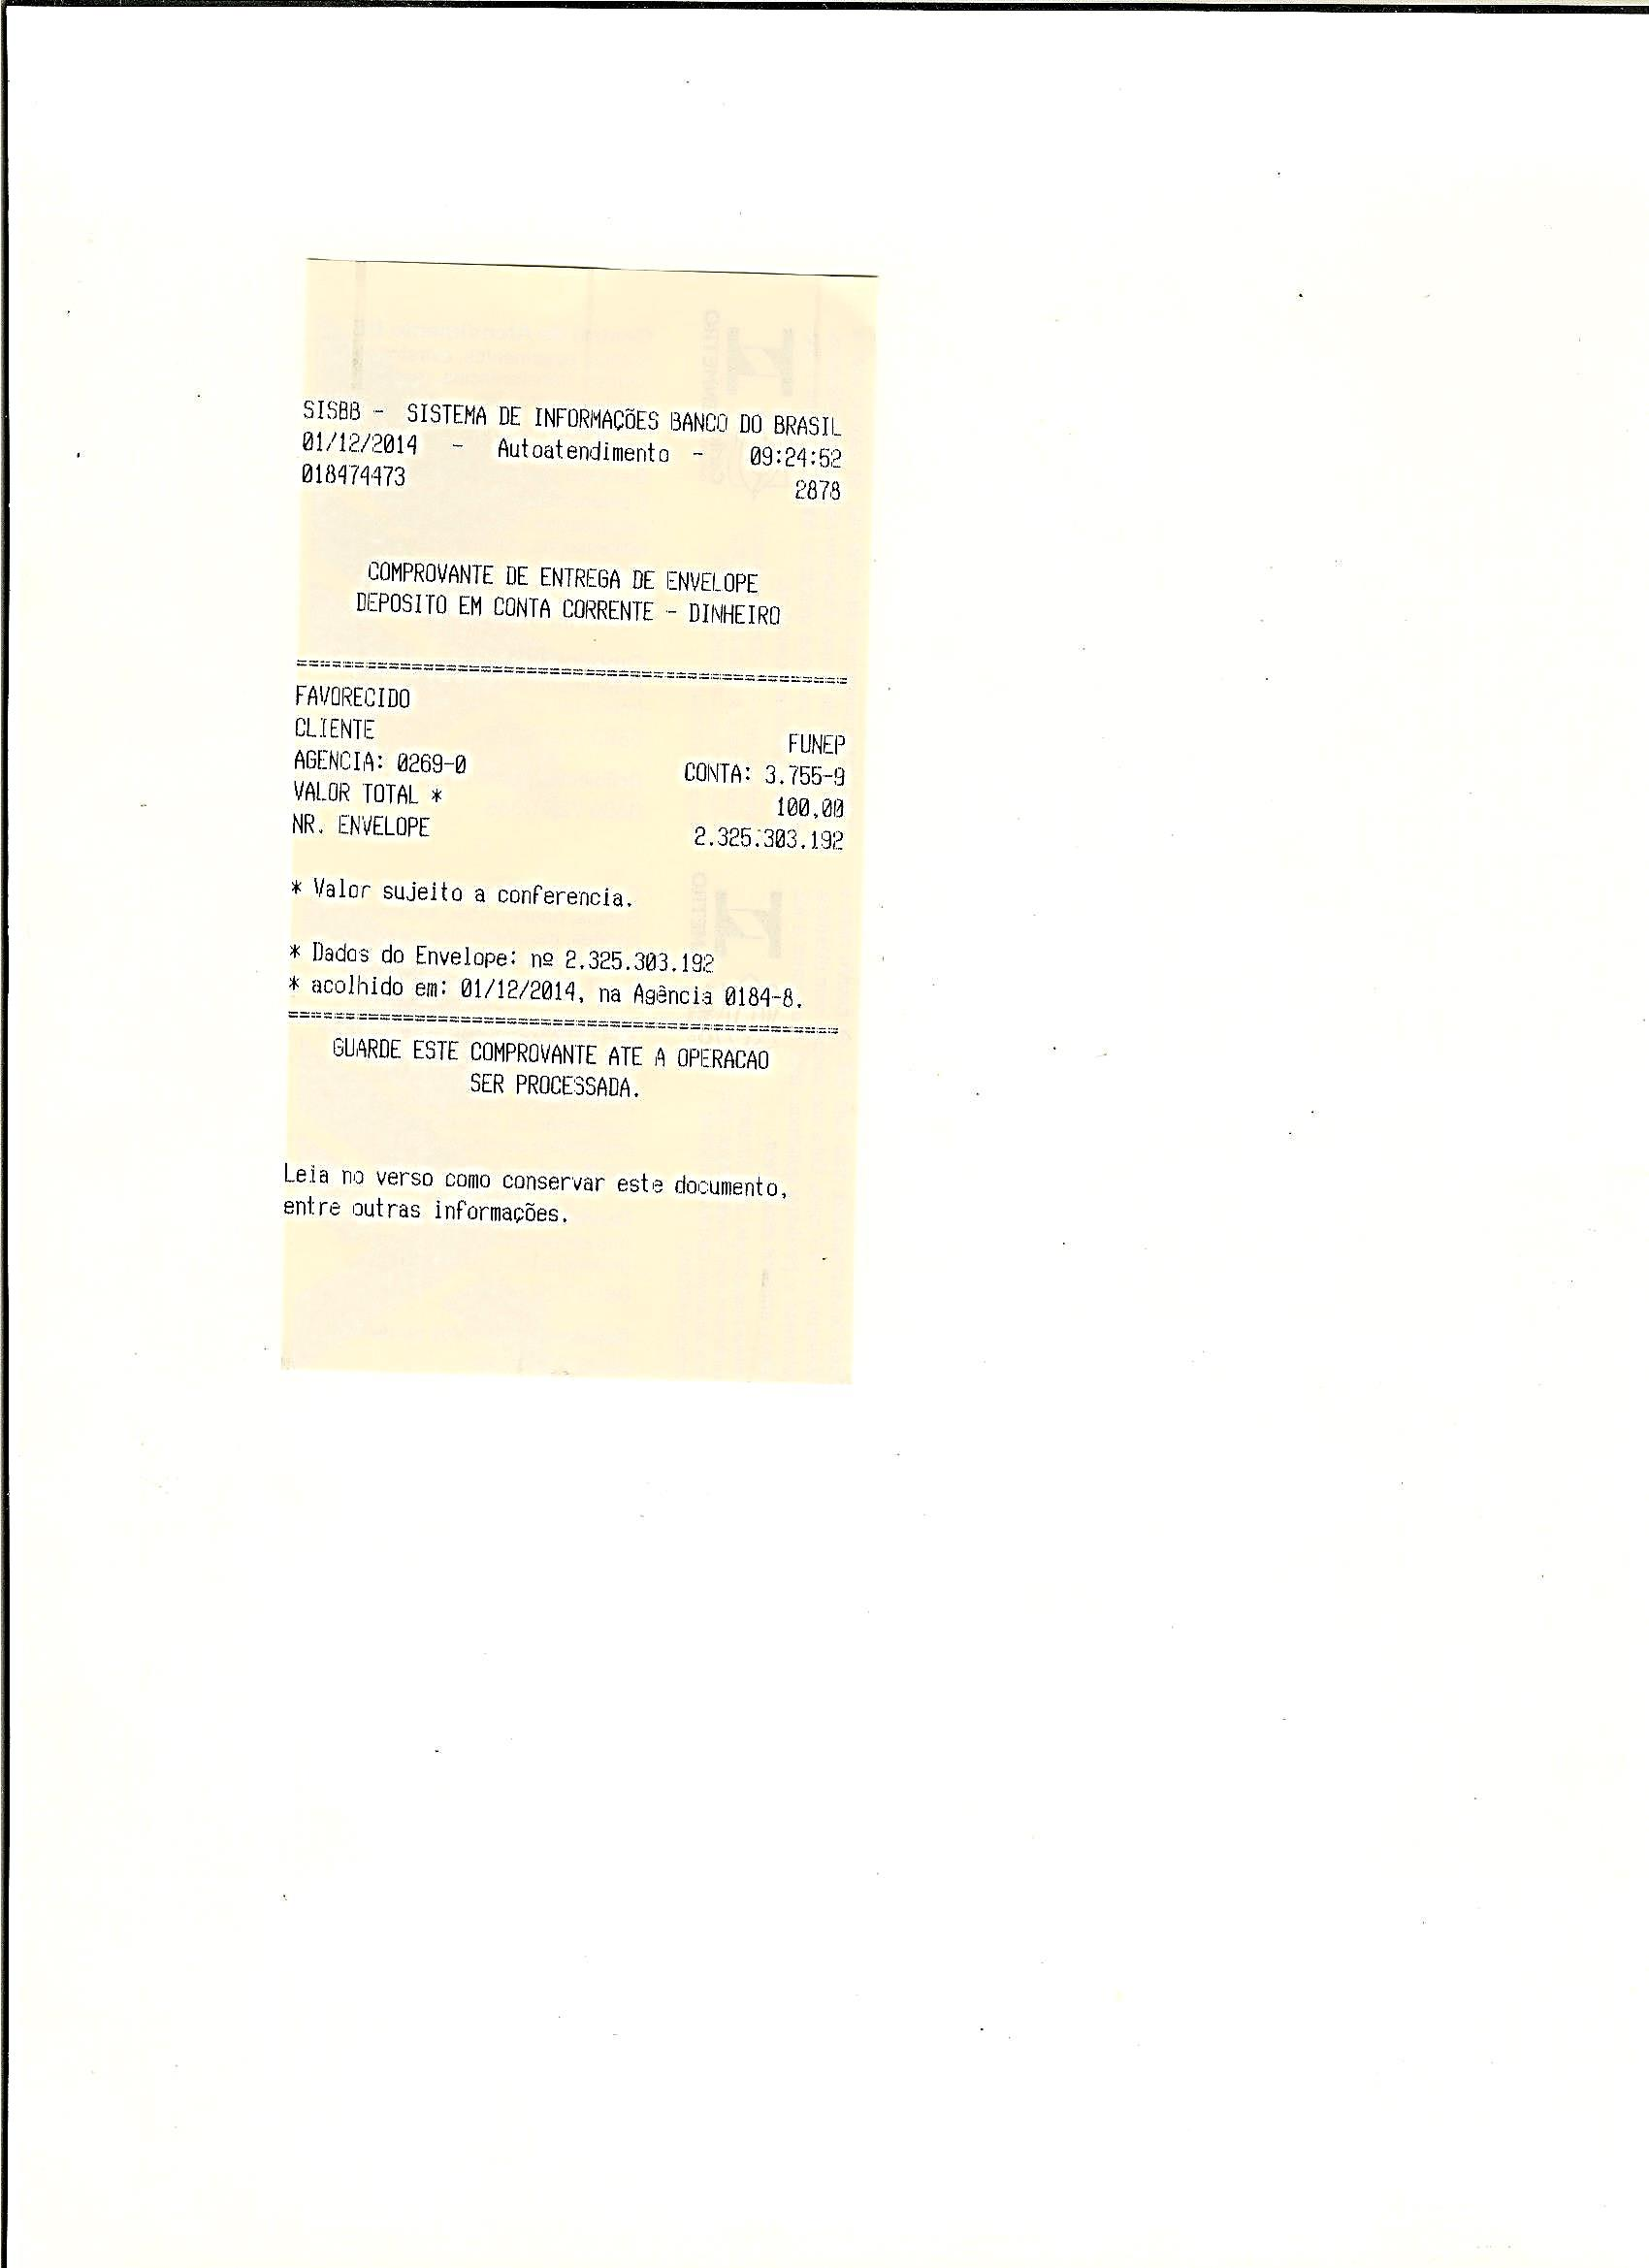 SISBB - SISTEMA DE INFORMAÇÕES BANCO DO BRASIL
01/12/2014 - Autoatendimento - 09:24:52
018474473 2878
COMPROVANTE DE ENTREGA DE ENVELOPE
DEPOSITO EM CONTA CORRENTE - DINHEIRO
================================================
FAVORECIDO
CLIENTE FUNEP
AGENCIA: 0269-0 CONTA: 3.755-9
VALOR TOTAL * 100,00
NR. ENVELOPE 2.325.303.192
* Valor sujeito a conferencia.
* Dados do Envelope: nº 2.325.303.192
* acolhido em: 01/12/2014, na Agência 0184-8.
================================================
GUARDE ESTE COMPROVANTE ATE A OPERACAO
SER PROCESSADA.
Leia no verso como conservar este documento,
entre outras informações.